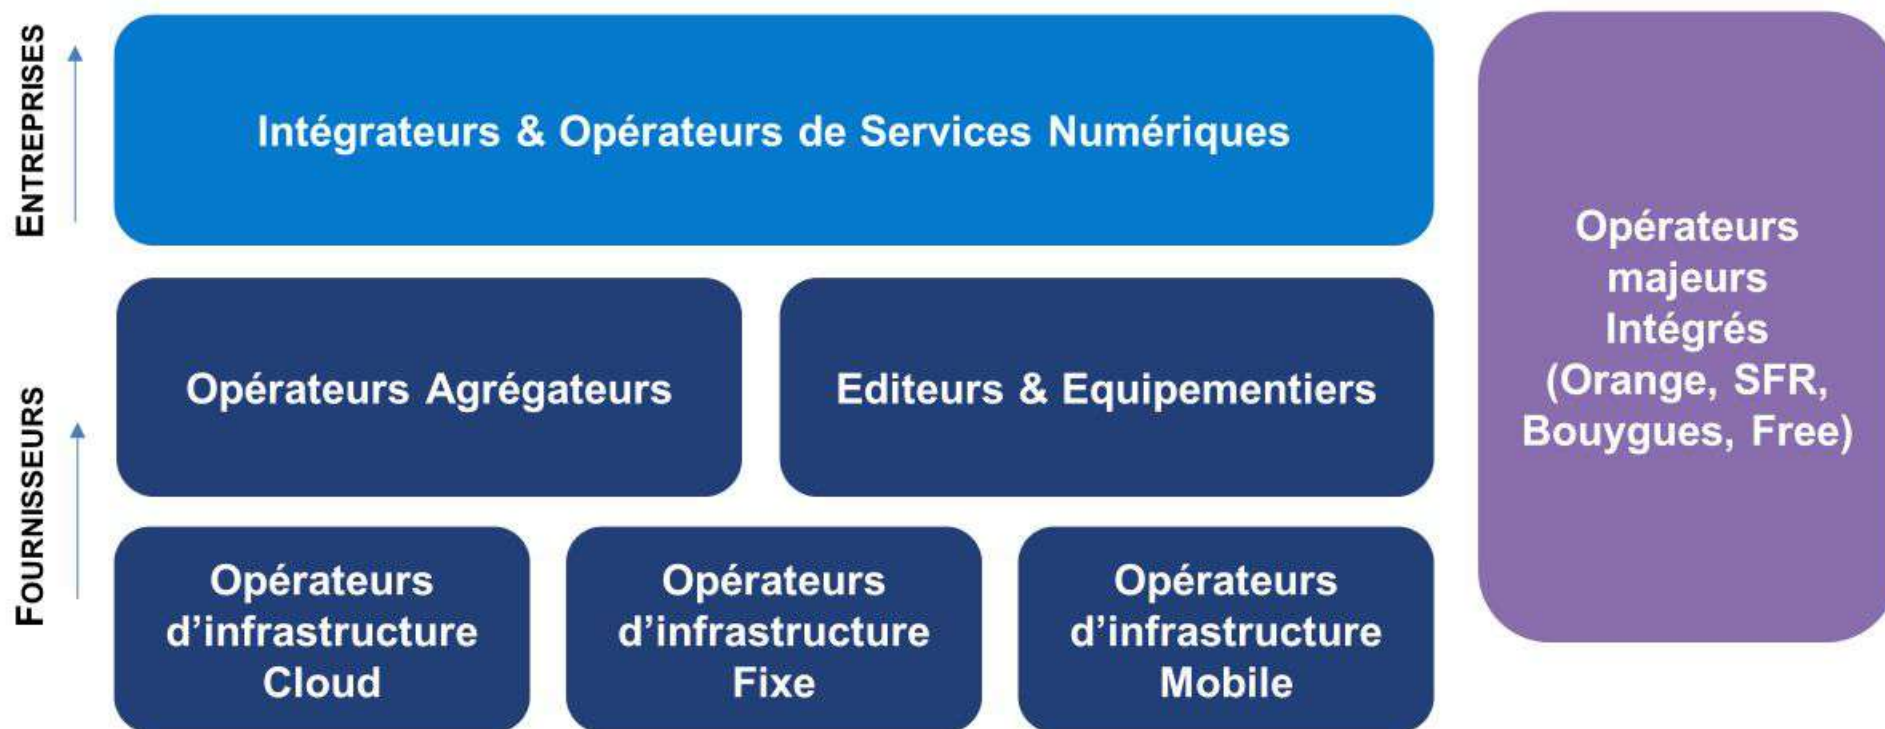 ENTREPRISES
Intégrateurs & Opérateurs de Services Numériques
FOURNISSEURS
Opérateurs Agrégateurs
Editeurs & Equipementiers
Opérateurs
d’infrastructure
Cloud
Opérateurs
d’infrastructure
Fixe
Opérateurs
d’infrastructure
Mobile
Opérateurs
majeurs
Intégrés
(Orange, SFR,
Bouygues, Free)